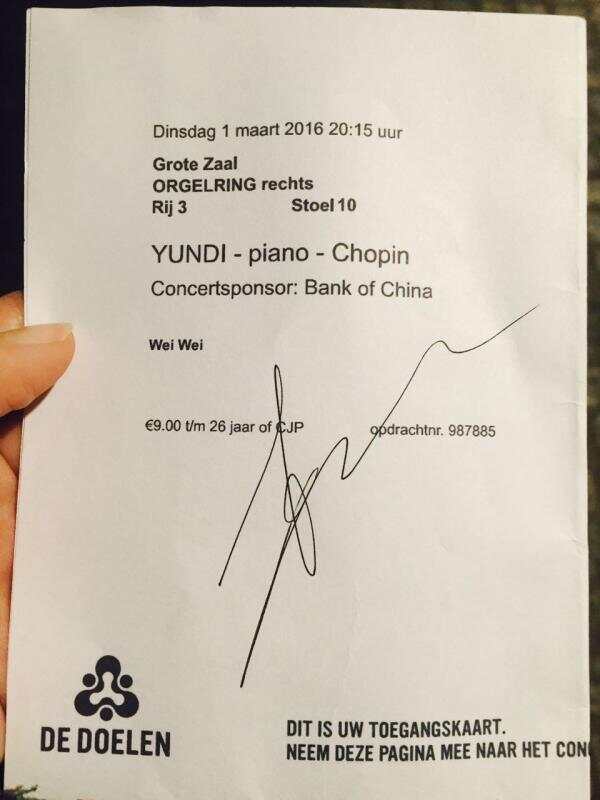 Dinsdag 1 maart 2016 20:15 uur
Grote Zaal
ORGELRING rechts
Rij 3 Stoel 10
YUNDI - piano - Chopin
Concertsponsor: Bank of China
Wei Wei
€9.00 t/m 26 jaar of CJP opdrachtnr. 987885
DE DOELEN
DIT IS UW TOEGANGSKAART.
NEEM DEZE PAGINA MEE NAAR HET CON